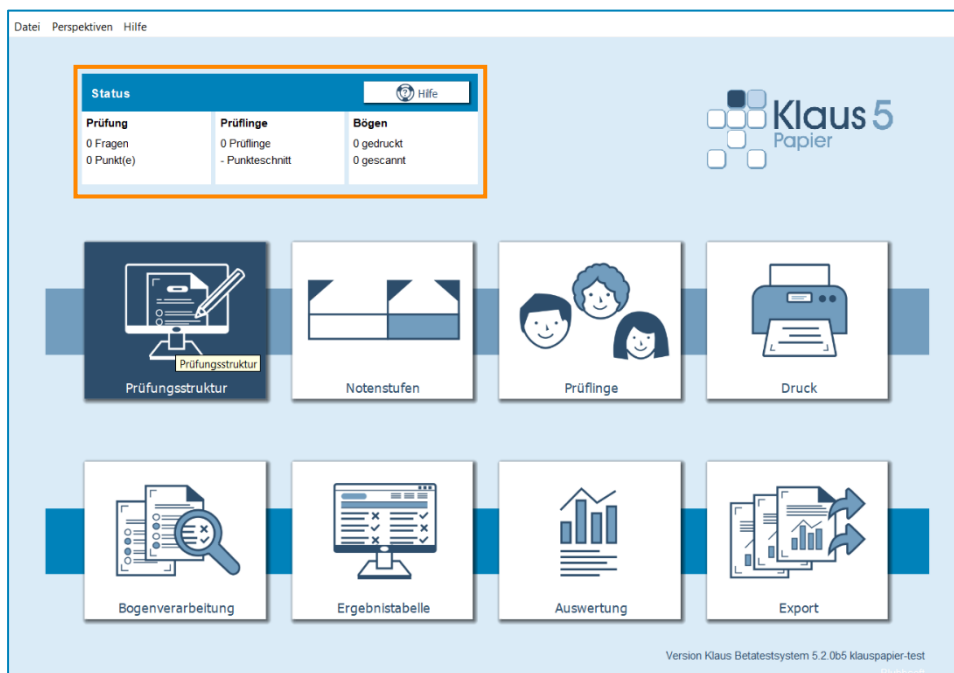 Datei Perspektiven Hilfe
Status
Hilfe
Prüfung Prüflinge Bögen
0 Fragen 0 Prüflinge 0 gedruckt
0 Punkt(e) - Punkteschnitt 0 gescannt
Klaus 5
Papier
Prüfungsstruktur
Prüfungsstruktur Notenstufen Prüflinge Druck
Bogenverarbeitung Ergebnistabelle Auswertung Export
Version Klaus Betatestsystem 5.2.0b5 klauspapier-test